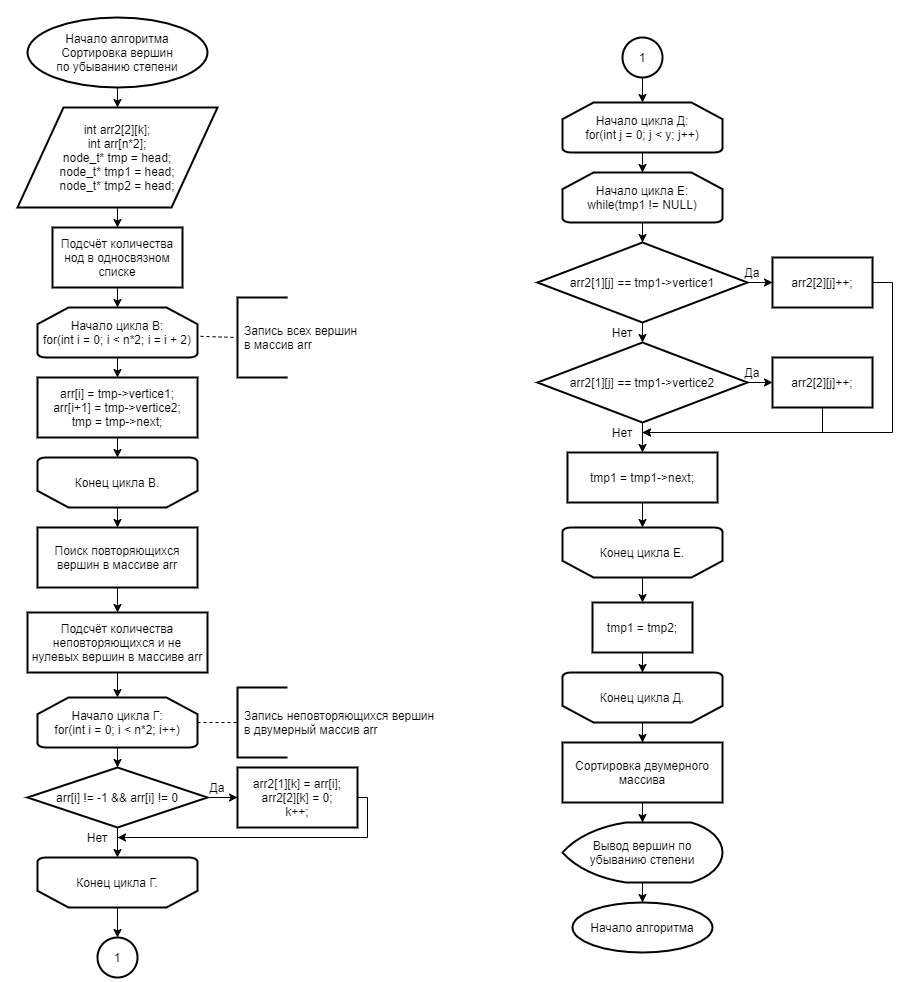 Начало алгоритма
Сортировка вершин
по убыванию степени
int arr2[2][k];
int arr[n*2];
node_t* tmp = head;
node_t* tmp1 = head;
node_t* tmp2 = head;
Подсчёт количества
нод в односвязном
списке
Начало цикла В:
for(int i = 0; i < n*2; i = i + 2)
Запись всех вершин
в массив arr
arr[i] = tmp->vertice1;
arr[i+1] = tmp->vertice2;
tmp = tmp->next;
Конец цикла В.
Поиск повторяющихся
вершин в массиве arr
Подсчёт количества
неповторяющихся и не
нулевых вершин в массиве arr
Начало цикла Г:
for(int i = 0; i < n*2; i++)
Запись неповторяющихся вершин
в двумерный массив arr
arr[i] != -1 && arr[i] != 0
Да
arr2[1][k] = arr[i];
arr2[2][k] = 0;
k++;
Нет
Конец цикла Г.
1
1
Начало цикла Д:
for(int j = 0; j < y; j++)
Начало цикла Е:
while(tmp1 != NULL)
arr2[1][j] == tmp1->vertice1
Да
arr2[2][j]++;
Нет
arr2[1][j] == tmp1->vertice2
Да
arr2[2][j]++;
Нет
tmp1 = tmp1->next;
Конец цикла Е.
tmp1 = tmp2;
Конец цикла Д.
Сортировка двумерного
массива
Вывод вершин по
убыванию степени
Начало алгоритма